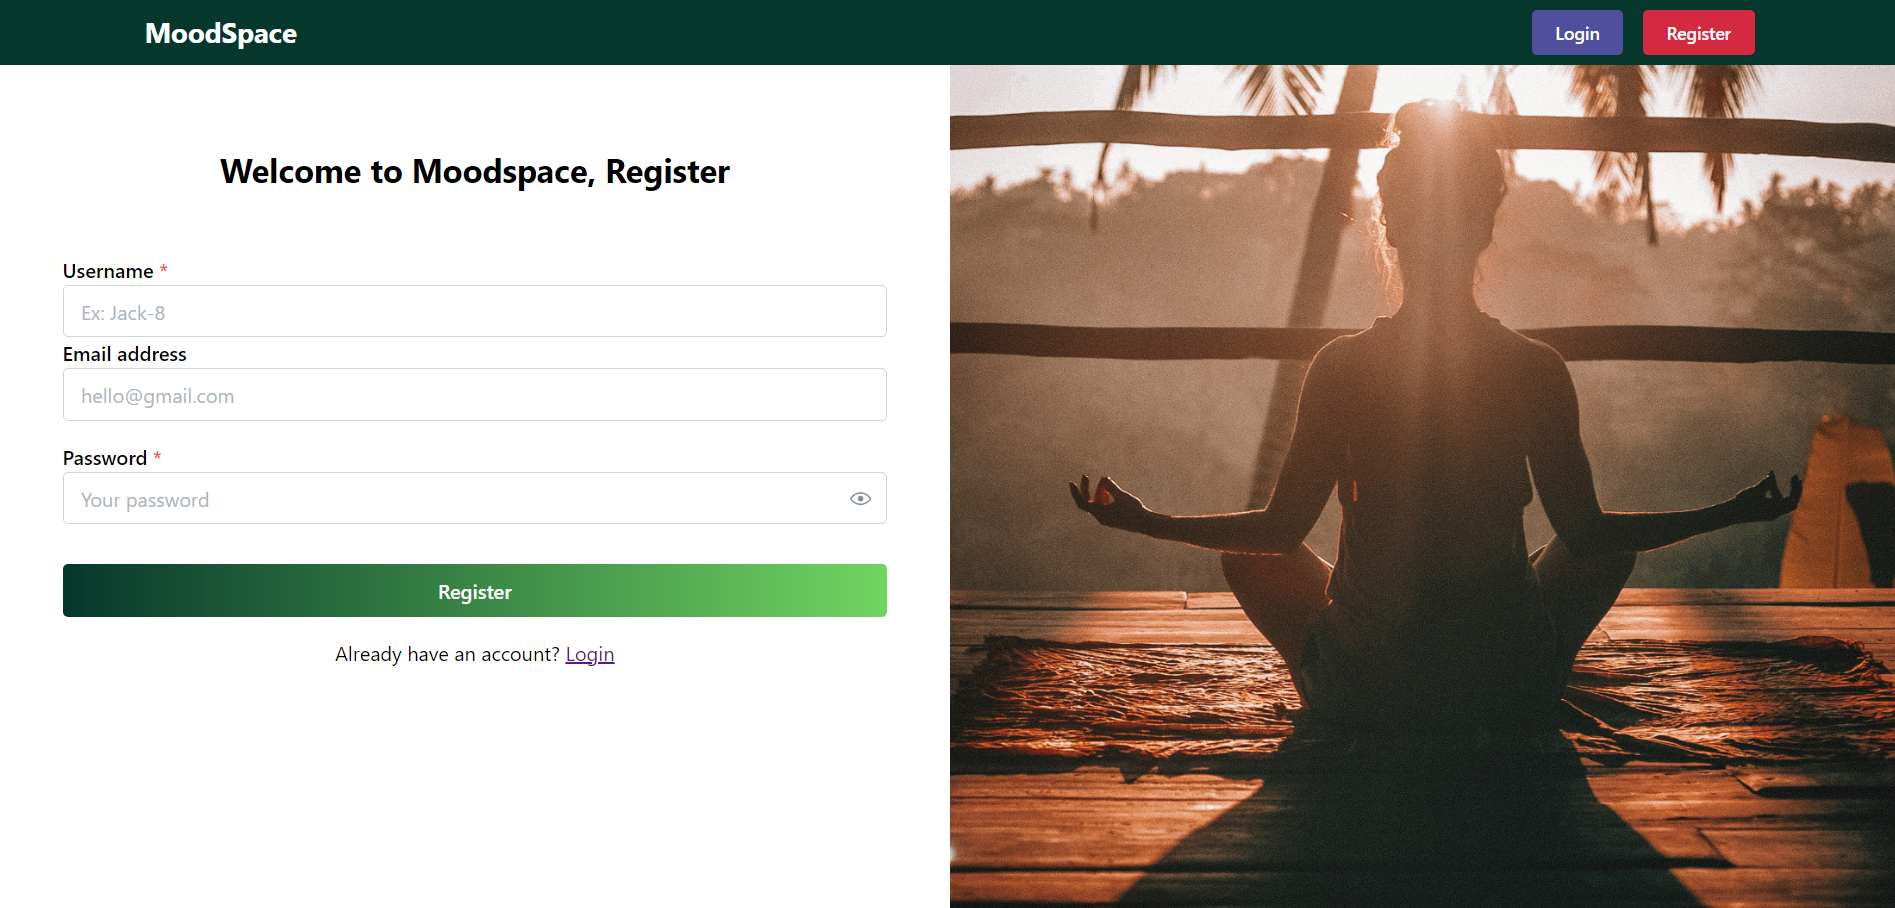 MoodSpace
Login
Register
Welcome to Moodspace, Register
Username *
Ex: Jack-8
Email address
hello@gmail.com
Password *
Your password
Register
Already have an account? Login